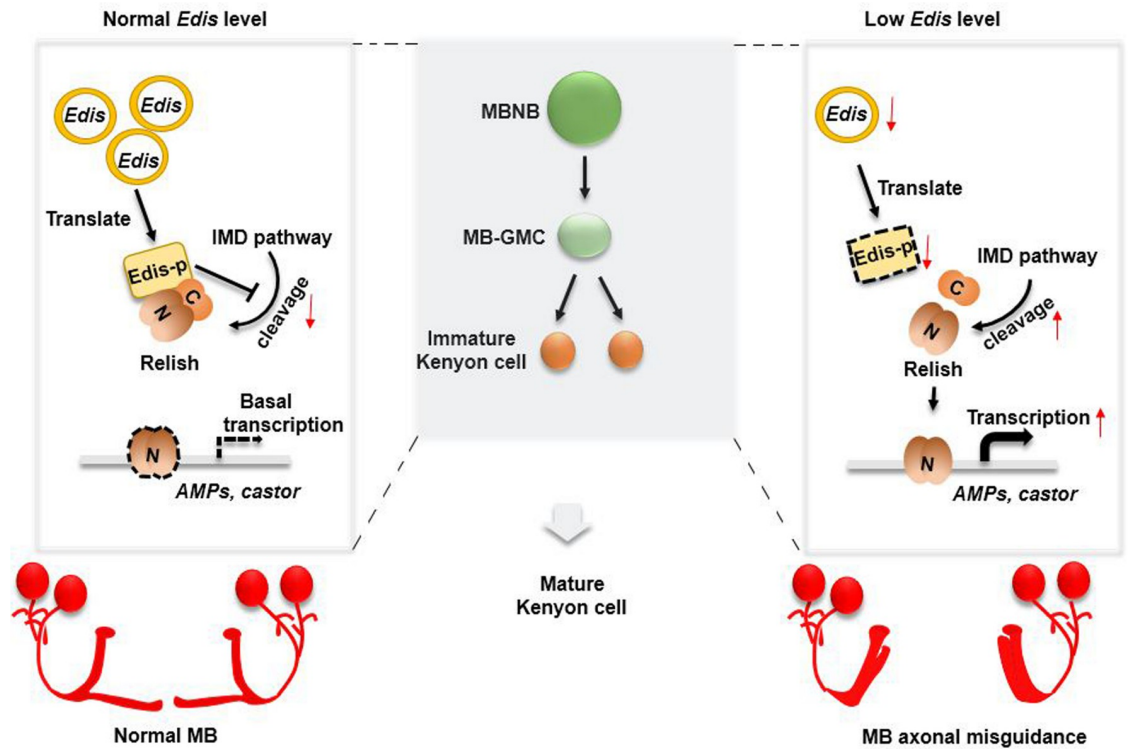 Normal Edis level
Edis
Edis
Edis
Translate
IMD pathway
Edis-p
C
N
cleavage
Relish
Basal
transcription
N
AMPs, castor
Normal MB
MBNB
MB-GMC
Immature
Kenyon cell
Mature
Kenyon cell
Low Edis level
Edis
Translate
Edis-p
IMD pathway
C
N
cleavage
Relish
Transcription
N
AMPs, castor
MB axonal misguidance